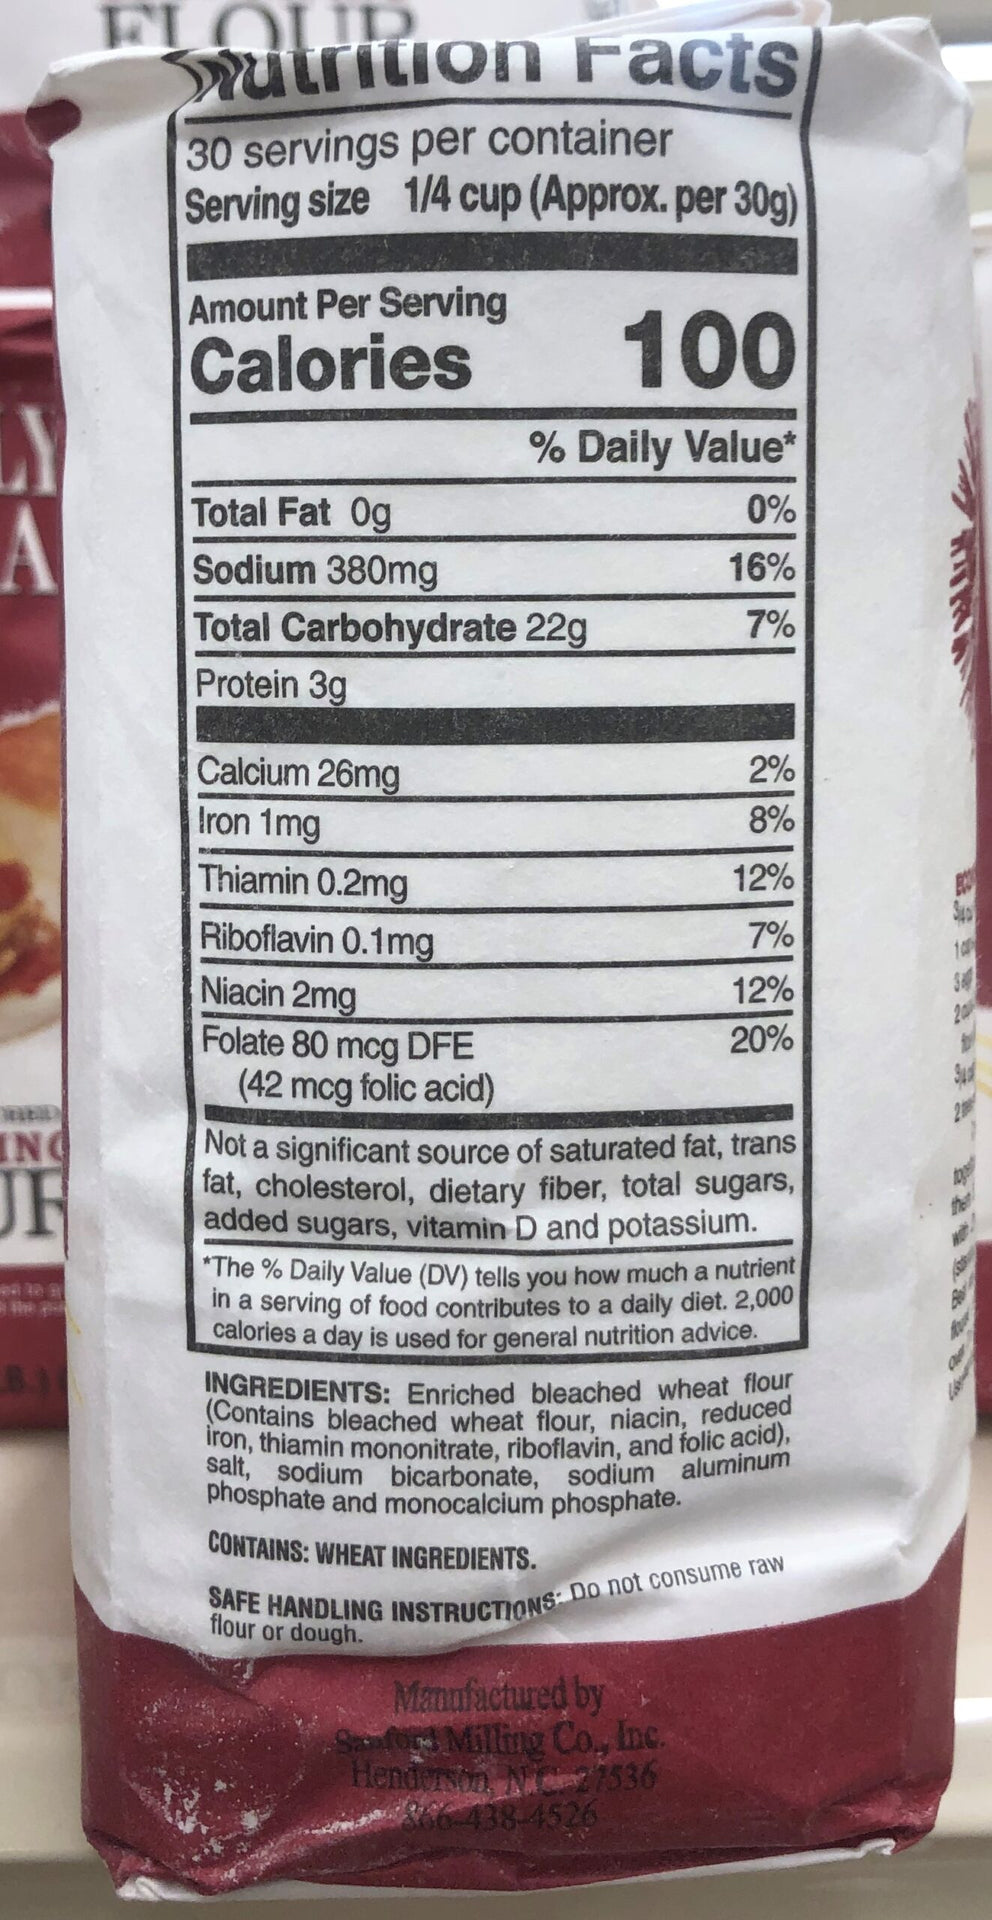 FLOUR
Nutrition Facts
30 servings per container
Serving size 1/4 cup (Approx. per 30g)
Amount Per Serving
Calories 100
% Daily Value*
Total Fat 0g 0%
Sodium 380mg 16%
Total Carbohydrate 22g 7%
Protein 3g
Calcium 26mg 2%
Iron 1mg 8%
Thiamin 0.2mg 12%
Riboflavin 0.1mg 7%
Niacin 2mg 12%
Folate 80 mcg DFE 20%
(42 mcg folic acid)
Not a significant source of saturated fat, trans
fat, cholesterol, dietary fiber, total sugars,
added sugars, vitamin D and potassium.
*The % Daily Value (DV) tells you how much a nutrient
in a serving of food contributes to a daily diet. 2,000
calories a day is used for general nutrition advice.
INGREDIENTS: Enriched bleached wheat flour
(Contains bleached wheat flour, niacin, reduced
iron, thiamin mononitrate, riboflavin, and folic acid),
salt, sodium bicarbonate, sodium aluminum
phosphate and monocalcium phosphate.
CONTAINS: WHEAT INGREDIENTS.
SAFE HANDLING INSTRUCTIONS: Do not consume raw
flour or dough.
Manufactured by
Sanford Milling Co., Inc.
Henderson, N.C. 27536
866-438-4526